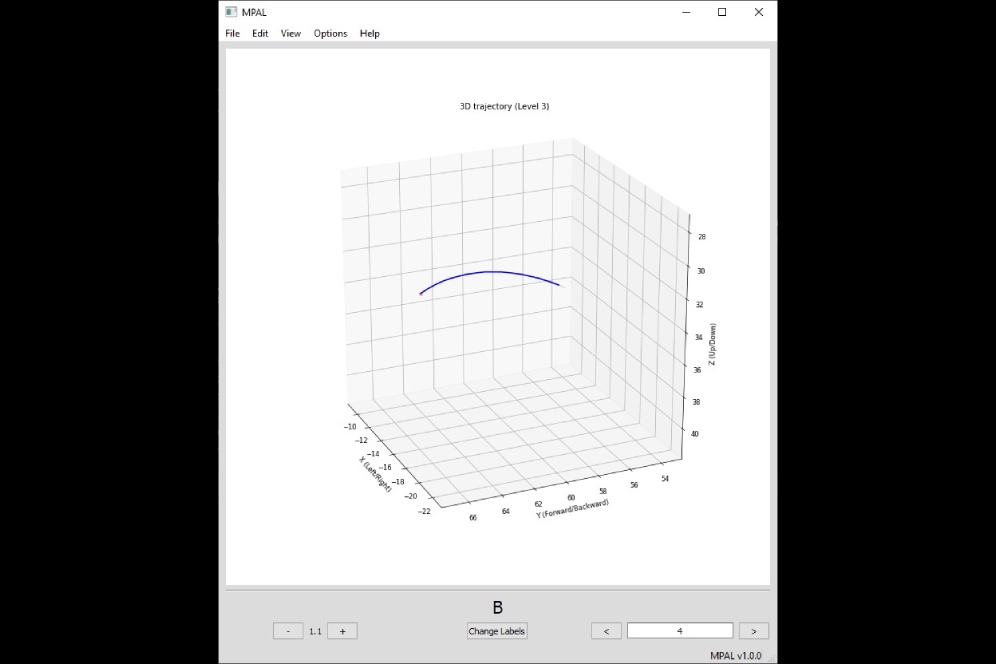 MPAL
File Edit View Options Help
3D trajectory (Level 3)
28
30
32
34
36
38
40
Z (Up/Down)
−10
−12
−14
−16
−18
−20
−22
X (Left/Right)
66
64
62
60
58
56
54
Y (Forward/Backward)
B
- 1.1 + Change Labels < 4 >
MPAL v1.0.0